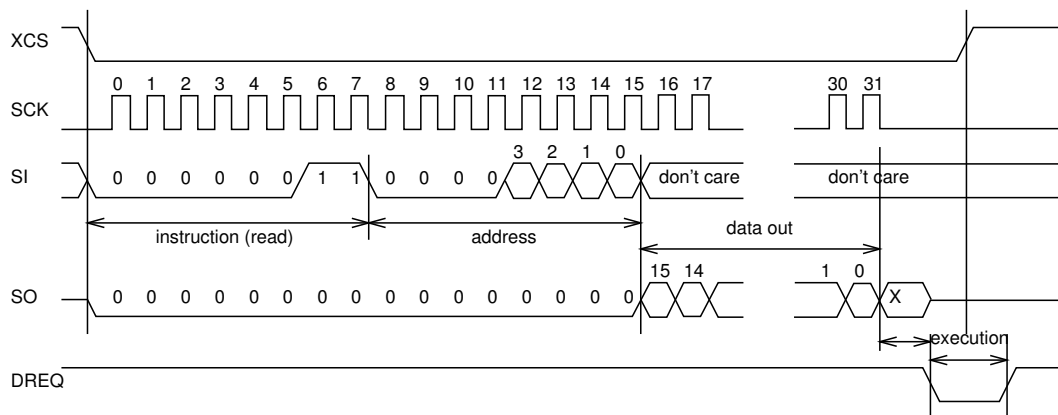 XCS
0 1 2 3 4 5 6 7 8 9 10 11 12 13 14 15 16 17 30 31
SCK
3 2 1 0
SI 0 0 0 0 0 0 1 1 0 0 0 0 don't care don't care
instruction (read) address data out
15 14 1 0
SO 0 0 0 0 0 0 0 0 0 0 0 0 0 0 0 0 X
execution
DREQ